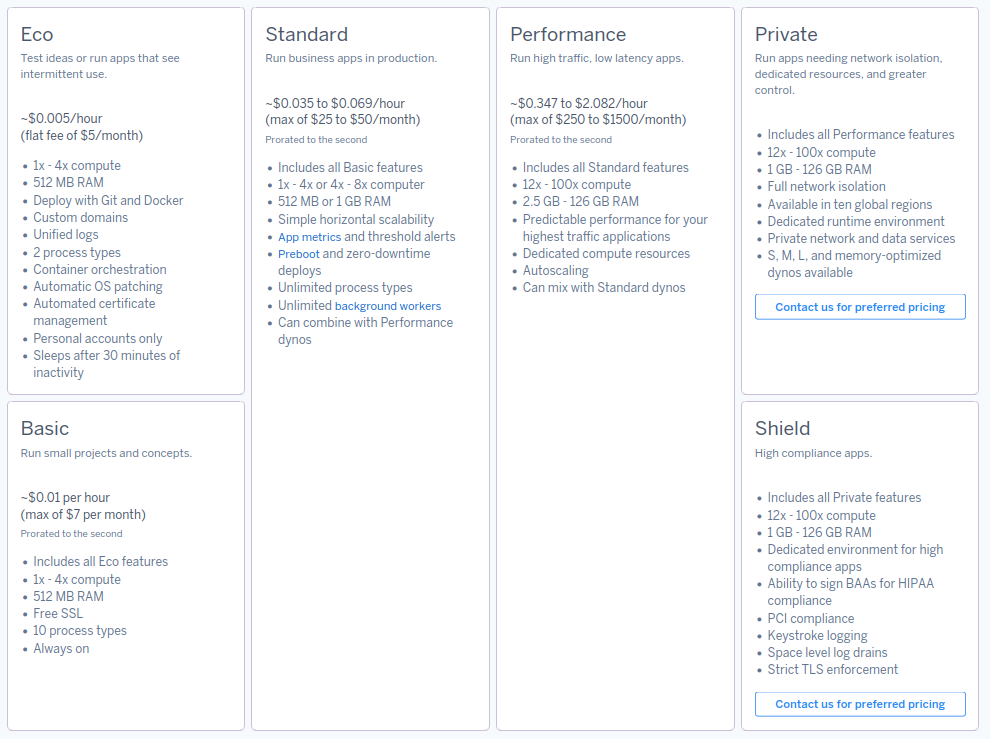 Eco
Test ideas or run apps that see
intermittent use.
~$0.005/hour
(flat fee of $5/month)
• 1x - 4x compute
• 512 MB RAM
• Deploy with Git and Docker
• Custom domains
• Unified logs
• 2 process types
• Container orchestration
• Automatic OS patching
• Automated certificate
management
• Personal accounts only
• Sleeps after 30 minutes of
inactivity
Basic
Run small projects and concepts.
~$0.01 per hour
(max of $7 per month)
Prorated to the second
• Includes all Eco features
• 1x - 4x compute
• 512 MB RAM
• Free SSL
• 10 process types
• Always on
Standard
Run business apps in production.
~$0.035 to $0.069/hour
(max of $25 to $50/month)
Prorated to the second
• Includes all Basic features
• 1x - 4x or 4x - 8x computer
• 512 MB or 1 GB RAM
• Simple horizontal scalability
• App metrics and threshold alerts
• Preboot and zero-downtime
deploys
• Unlimited process types
• Unlimited background workers
• Can combine with Performance
dynos
Performance
Run high traffic, low latency apps.
~$0.347 to $2.082/hour
(max of $250 to $1500/month)
Prorated to the second
• Includes all Standard features
• 12x - 100x compute
• 2.5 GB - 126 GB RAM
• Predictable performance for your
highest traffic applications
• Dedicated compute resources
• Autoscaling
• Can mix with Standard dynos
Private
Run apps needing network isolation,
dedicated resources, and greater
control.
• Includes all Performance features
• 12x - 100x compute
• 1 GB - 126 GB RAM
• Full network isolation
• Available in ten global regions
• Dedicated runtime environment
• Private network and data services
• S, M, L, and memory-optimized
dynos available
Contact us for preferred pricing
Shield
High compliance apps.
• Includes all Private features
• 12x - 100x compute
• 1 GB - 126 GB RAM
• Dedicated environment for high
compliance apps
• Ability to sign BAAs for HIPAA
compliance
• PCI compliance
• Keystroke logging
• Space level log drains
• Strict TLS enforcement
Contact us for preferred pricing